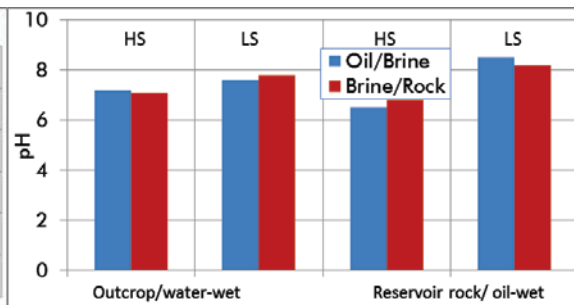 10
HS LS HS LS
Oil/Brine
Brine/Rock
8
6
pH
4
2
0
Outcrop/water-wet Reservoir rock/ oil-wet